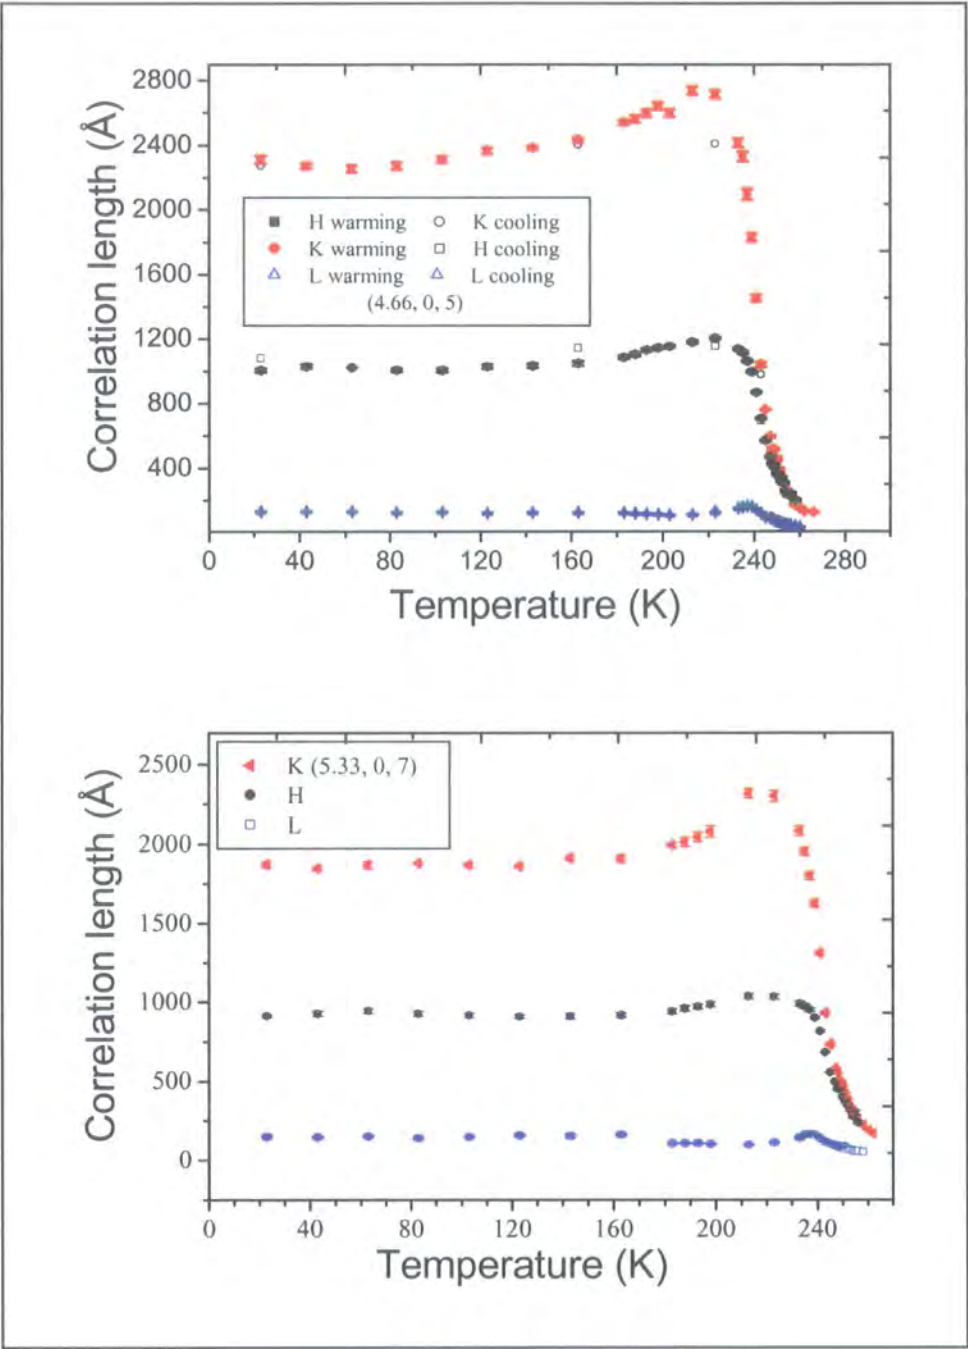 2800
2400
2000
1600
1200
800
400
Correlation length (Å)
H warming K cooling
K warming H cooling
L warming L cooling
(4.66, 0, 5)
0 40 80 120 160 200 240 280
Temperature (K)
2500
2000
1500
1000
500
0
Correlation length (Å)
K (5.33, 0, 7)
H
L
0 40 80 120 160 200 240
Temperature (K)